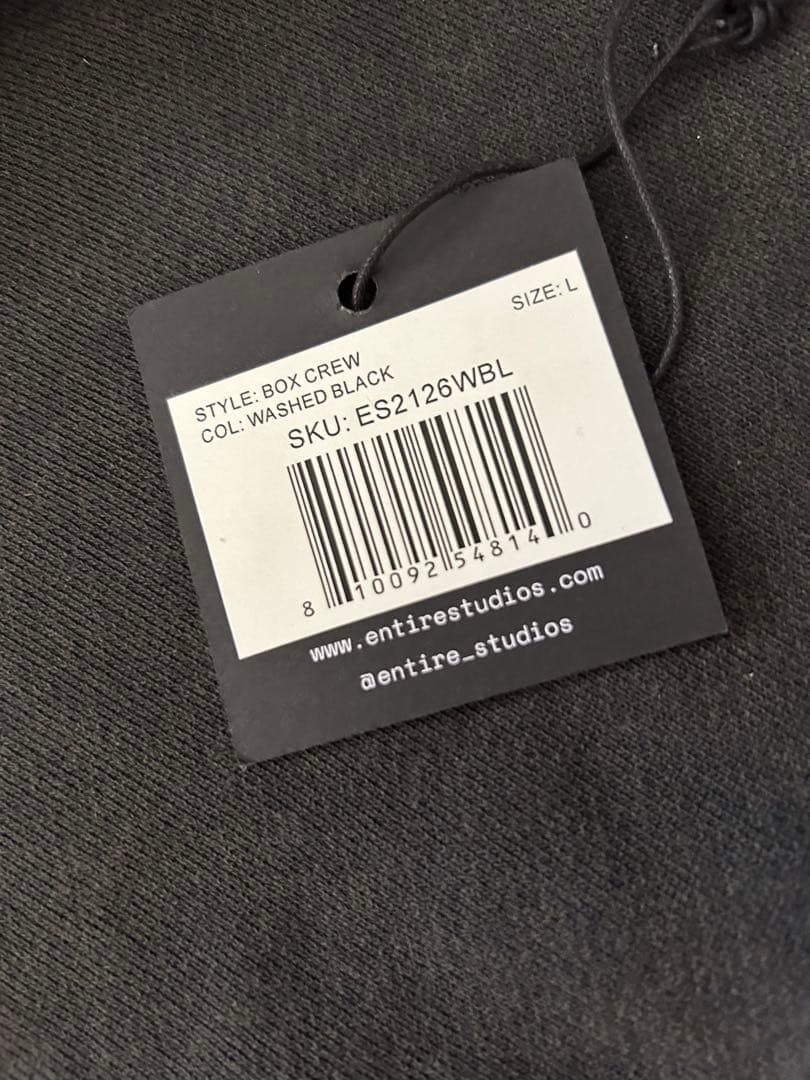 SIZE: L
STYLE: BOX CREW
COL: WASHED BLACK
SKU: ES2126WBL
8 10092 54814 0
www.entirestudios.com
@entire_studios